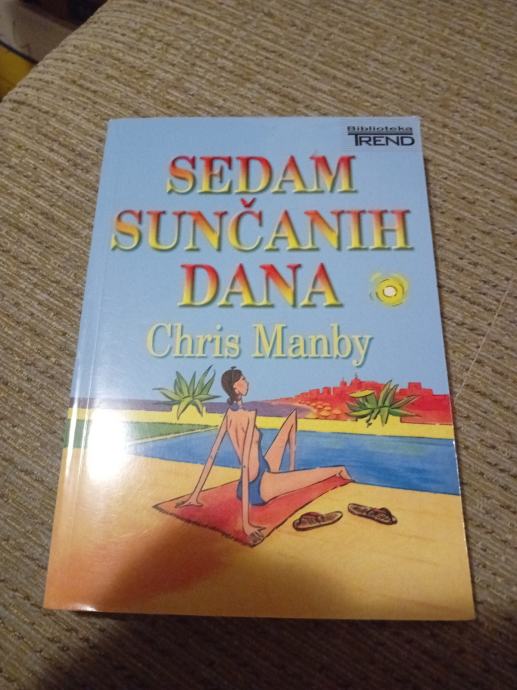 Biblioteka
TREND
SEDAM
SUNČANIH
DANA
Chris Manby